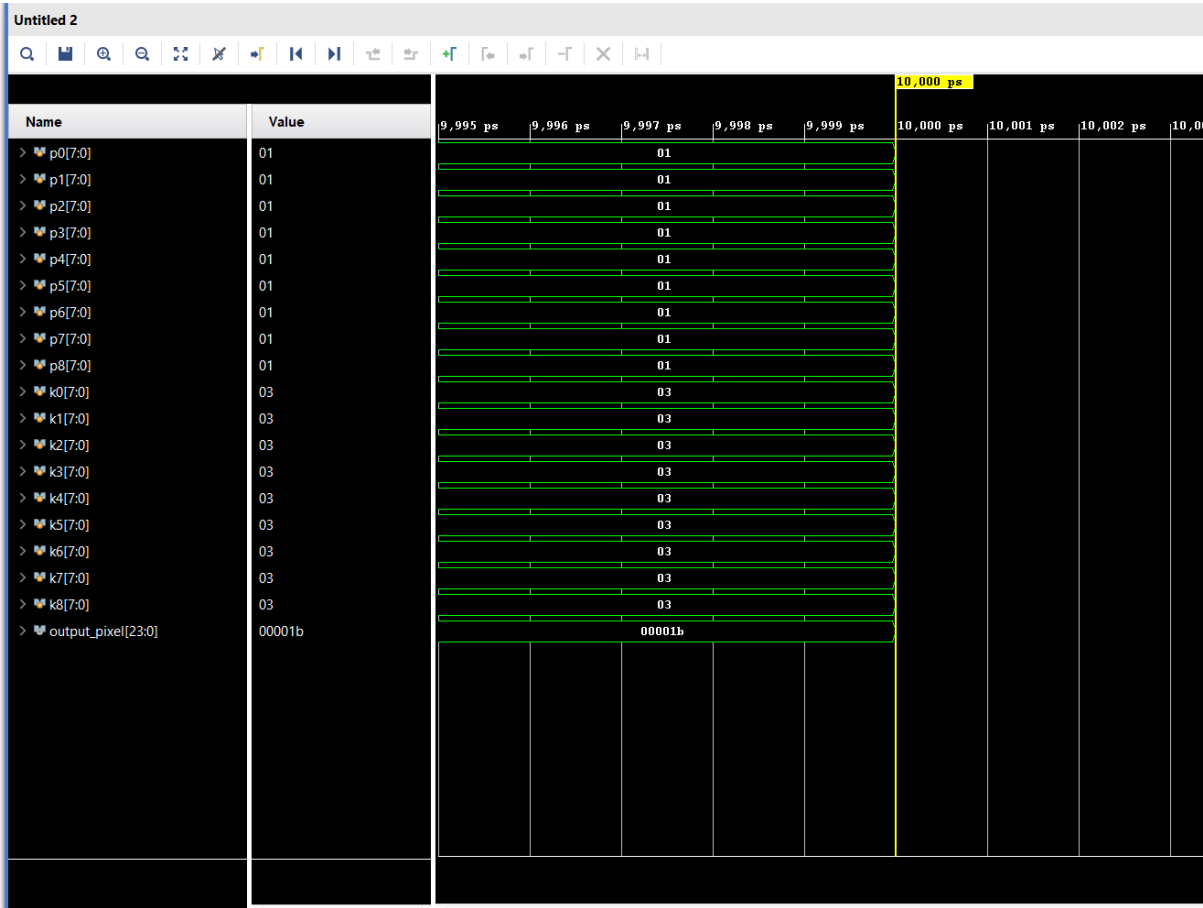 Untitled 2
10,000 ps
Name Value 9,995 ps 9,996 ps 9,997 ps 9,998 ps 9,999 ps 10,000 ps 10,001 ps 10,002 ps 10,0
p0[7:0] 01 01
p1[7:0] 01 01
p2[7:0] 01 01
p3[7:0] 01 01
p4[7:0] 01 01
p5[7:0] 01 01
p6[7:0] 01 01
p7[7:0] 01 01
p8[7:0] 01 01
k0[7:0] 03 03
k1[7:0] 03 03
k2[7:0] 03 03
k3[7:0] 03 03
k4[7:0] 03 03
k5[7:0] 03 03
k6[7:0] 03 03
k7[7:0] 03 03
k8[7:0] 03 03
output_pixel[23:0] 00001b 00001b